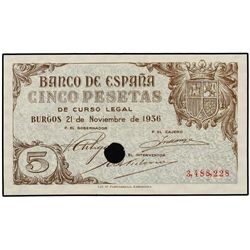 BANCO DE ESPAÑA
CINCO PESETAS
DE CURSO LEGAL
BURGOS 21 de Noviembre de 1936
P. EL GOBERNADOR
P. EL CAJERO
EL INTERVENTOR
5
3,485,228